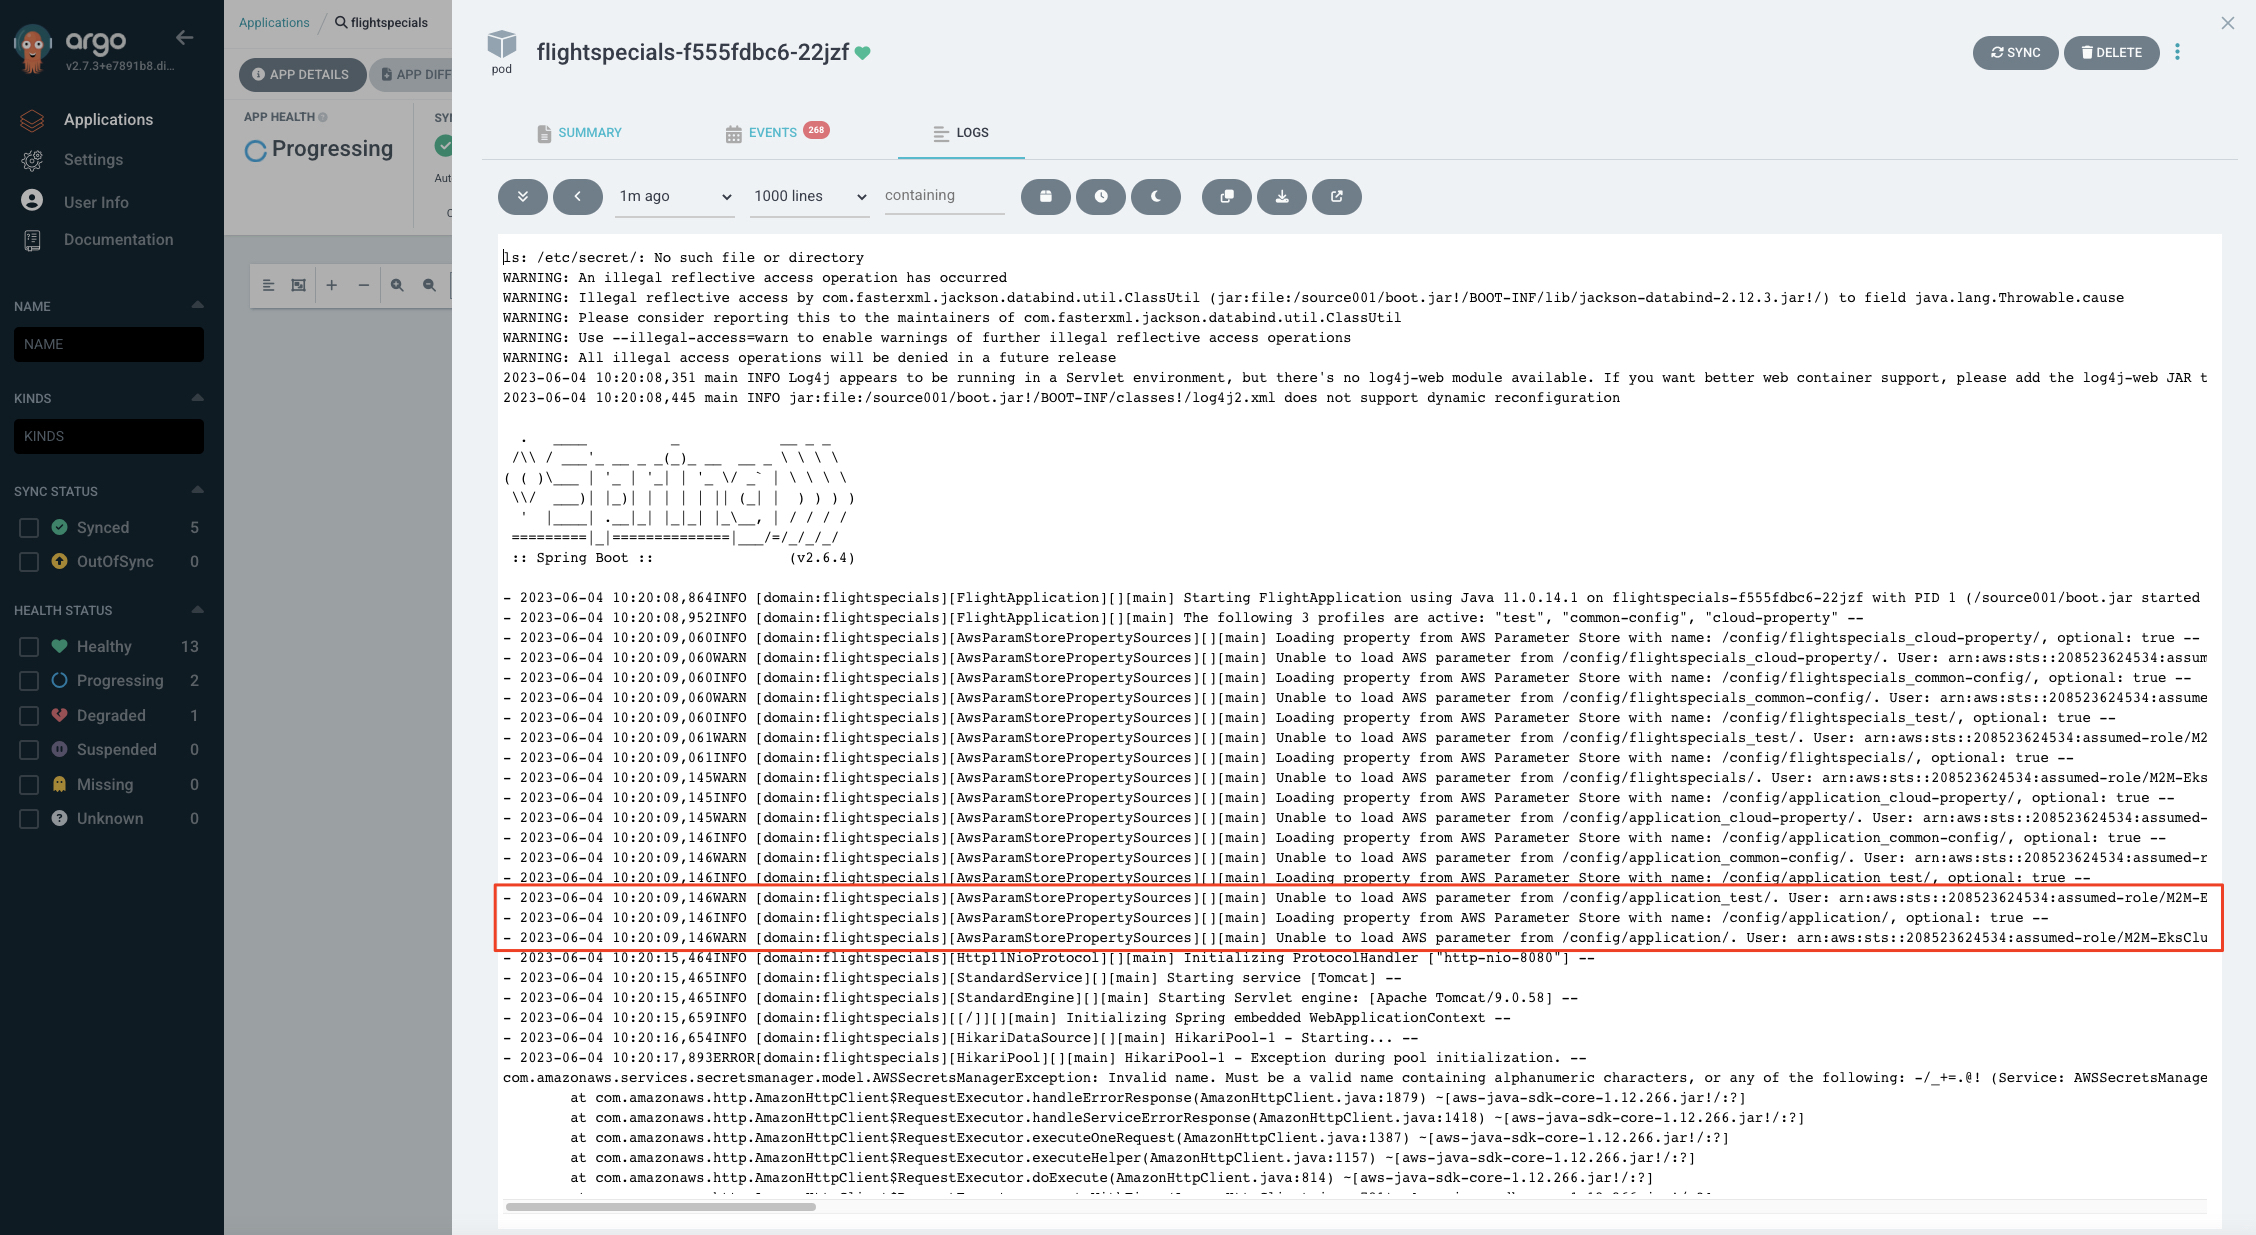 argo
v2.7.3+e7891b8.di...
Applications
Settings
User Info
Documentation
NAME
NAME
KINDS
KINDS
SYNC STATUS
Synced 5
OutOfSync 0
HEALTH STATUS
Healthy 13
Progressing 2
Degraded 1
Suspended 0
Missing 0
Unknown 0
Applications / flightspecials
APP DETAILS
APP DIFF
APP HEALTH
Progressing
SY
Aut
pod
flightspecials-f555fdbc6-22jzf
SYNC
DELETE
SUMMARY
EVENTS 268
LOGS
1m ago
1000 lines
containing
ls: /etc/secret/: No such file or directory
WARNING: An illegal reflective access operation has occurred
WARNING: Illegal reflective access by com.fasterxml.jackson.databind.util.ClassUtil (jar:file:/source001/boot.jar!/BOOT-INF/lib/jackson-databind-2.12.3.jar!/) to field java.lang.Throwable.cause
WARNING: Please consider reporting this to the maintainers of com.fasterxml.jackson.databind.util.ClassUtil
WARNING: Use --illegal-access=warn to enable warnings of further illegal reflective access operations
WARNING: All illegal access operations will be denied in a future release
2023-06-04 10:20:08,351 main INFO Log4j appears to be running in a Servlet environment, but there's no log4j-web module available. If you want better web container support, please add the log4j-web JAR t
2023-06-04 10:20:08,445 main INFO jar:file:/source001/boot.jar!/BOOT-INF/classes!/log4j2.xml does not support dynamic reconfiguration
:: Spring Boot :: (v2.6.4)
- 2023-06-04 10:20:08,864INFO [domain:flightspecials][FlightApplication][][main] Starting FlightApplication using Java 11.0.14.1 on flightspecials-f555fdbc6-22jzf with PID 1 (/source001/boot.jar started
- 2023-06-04 10:20:08,952INFO [domain:flightspecials][FlightApplication][][main] The following 3 profiles are active: "test", "common-config", "cloud-property" --
- 2023-06-04 10:20:09,060INFO [domain:flightspecials][AwsParamStorePropertySources][][main] Loading property from AWS Parameter Store with name: /config/flightspecials_cloud-property/, optional: true --
- 2023-06-04 10:20:09,060WARN [domain:flightspecials][AwsParamStorePropertySources][][main] Unable to load AWS parameter from /config/flightspecials_cloud-property/. User: arn:aws:sts::208523624534:assum
- 2023-06-04 10:20:09,060INFO [domain:flightspecials][AwsParamStorePropertySources][][main] Loading property from AWS Parameter Store with name: /config/flightspecials_common-config/, optional: true --
- 2023-06-04 10:20:09,060WARN [domain:flightspecials][AwsParamStorePropertySources][][main] Unable to load AWS parameter from /config/flightspecials_common-config/. User: arn:aws:sts::208523624534:assume
- 2023-06-04 10:20:09,060INFO [domain:flightspecials][AwsParamStorePropertySources][][main] Loading property from AWS Parameter Store with name: /config/flightspecials_test/, optional: true --
- 2023-06-04 10:20:09,061WARN [domain:flightspecials][AwsParamStorePropertySources][][main] Unable to load AWS parameter from /config/flightspecials_test/. User: arn:aws:sts::208523624534:assumed-role/M2
- 2023-06-04 10:20:09,061INFO [domain:flightspecials][AwsParamStorePropertySources][][main] Loading property from AWS Parameter Store with name: /config/flightspecials/, optional: true --
- 2023-06-04 10:20:09,145WARN [domain:flightspecials][AwsParamStorePropertySources][][main] Unable to load AWS parameter from /config/flightspecials/. User: arn:aws:sts::208523624534:assumed-role/M2M-Eks
- 2023-06-04 10:20:09,145INFO [domain:flightspecials][AwsParamStorePropertySources][][main] Loading property from AWS Parameter Store with name: /config/application_cloud-property/, optional: true --
- 2023-06-04 10:20:09,145WARN [domain:flightspecials][AwsParamStorePropertySources][][main] Unable to load AWS parameter from /config/application_cloud-property/. User: arn:aws:sts::208523624534:assumed-
- 2023-06-04 10:20:09,146INFO [domain:flightspecials][AwsParamStorePropertySources][][main] Loading property from AWS Parameter Store with name: /config/application_common-config/, optional: true --
- 2023-06-04 10:20:09,146WARN [domain:flightspecials][AwsParamStorePropertySources][][main] Unable to load AWS parameter from /config/application_common-config/. User: arn:aws:sts::208523624534:assumed-r
- 2023-06-04 10:20:09,146INFO [domain:flightspecials][AwsParamStorePropertySources][][main] Loading property from AWS Parameter Store with name: /config/application_test/, optional: true --
- 2023-06-04 10:20:09,146WARN [domain:flightspecials][AwsParamStorePropertySources][][main] Unable to load AWS parameter from /config/application_test/. User: arn:aws:sts::208523624534:assumed-role/M2M-E
- 2023-06-04 10:20:09,146INFO [domain:flightspecials][AwsParamStorePropertySources][][main] Loading property from AWS Parameter Store with name: /config/application/, optional: true --
- 2023-06-04 10:20:09,146WARN [domain:flightspecials][AwsParamStorePropertySources][][main] Unable to load AWS parameter from /config/application/. User: arn:aws:sts::208523624534:assumed-role/M2M-EksClu
- 2023-06-04 10:20:15,464INFO [domain:flightspecials][Http11NioProtocol][][main] Initializing ProtocolHandler ["http-nio-8080"] --
- 2023-06-04 10:20:15,465INFO [domain:flightspecials][StandardService][][main] Starting service [Tomcat] --
- 2023-06-04 10:20:15,465INFO [domain:flightspecials][StandardEngine][][main] Starting Servlet engine: [Apache Tomcat/9.0.58] --
- 2023-06-04 10:20:15,659INFO [domain:flightspecials][[/]][][main] Initializing Spring embedded WebApplicationContext --
- 2023-06-04 10:20:16,654INFO [domain:flightspecials][HikariDataSource][][main] HikariPool-1 - Starting... --
- 2023-06-04 10:20:17,893ERROR[domain:flightspecials][HikariPool][][main] HikariPool-1 - Exception during pool initialization. --
com.amazonaws.services.secretsmanager.model.AWSSecretsManagerException: Invalid name. Must be a valid name containing alphanumeric characters, or any of the following: -/_+=.@! (Service: AWSSecretsManage
at com.amazonaws.http.AmazonHttpClient$RequestExecutor.handleErrorResponse(AmazonHttpClient.java:1879) ~[aws-java-sdk-core-1.12.266.jar!/:?]
at com.amazonaws.http.AmazonHttpClient$RequestExecutor.handleServiceErrorResponse(AmazonHttpClient.java:1418) ~[aws-java-sdk-core-1.12.266.jar!/:?]
at com.amazonaws.http.AmazonHttpClient$RequestExecutor.executeOneRequest(AmazonHttpClient.java:1387) ~[aws-java-sdk-core-1.12.266.jar!/:?]
at com.amazonaws.http.AmazonHttpClient$RequestExecutor.executeHelper(AmazonHttpClient.java:1157) ~[aws-java-sdk-core-1.12.266.jar!/:?]
at com.amazonaws.http.AmazonHttpClient$RequestExecutor.doExecute(AmazonHttpClient.java:814) ~[aws-java-sdk-core-1.12.266.jar!/:?]